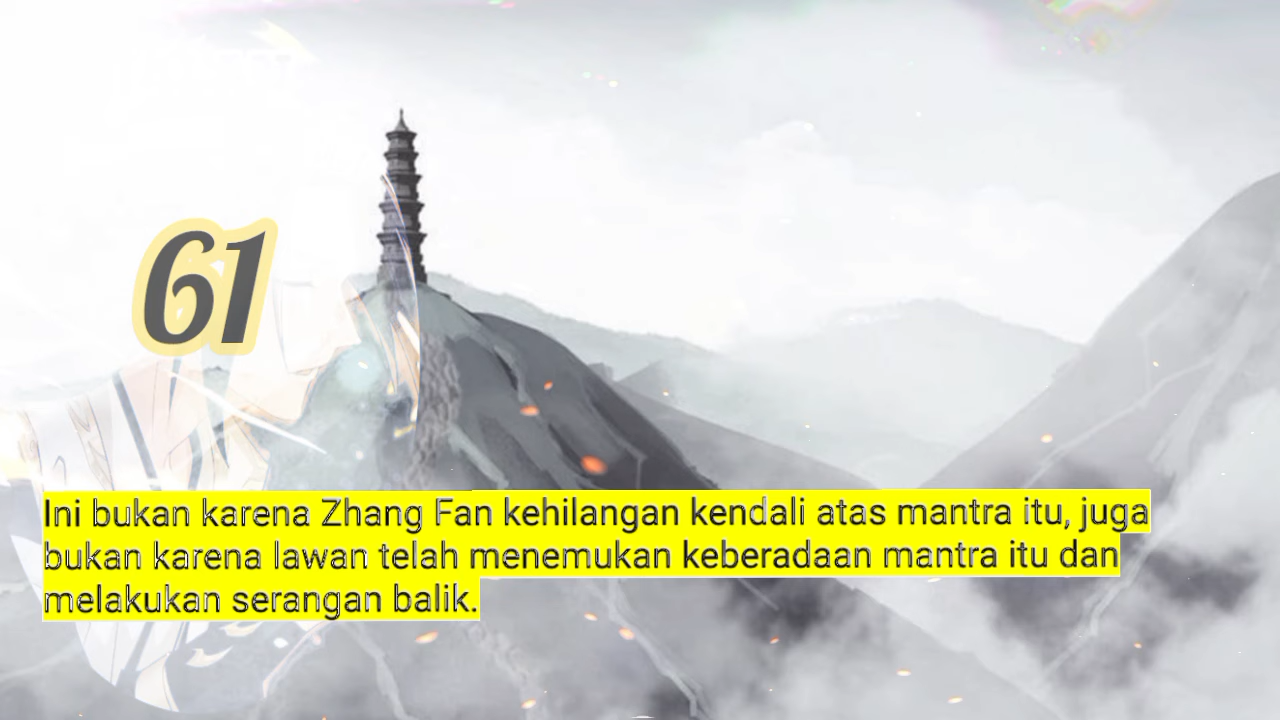 61
Ini bukan karena Zhang Fan kehilangan kendali atas mantra itu, juga
bukan karena lawan telah menemukan keberadaan mantra itu dan
melakukan serangan balik.